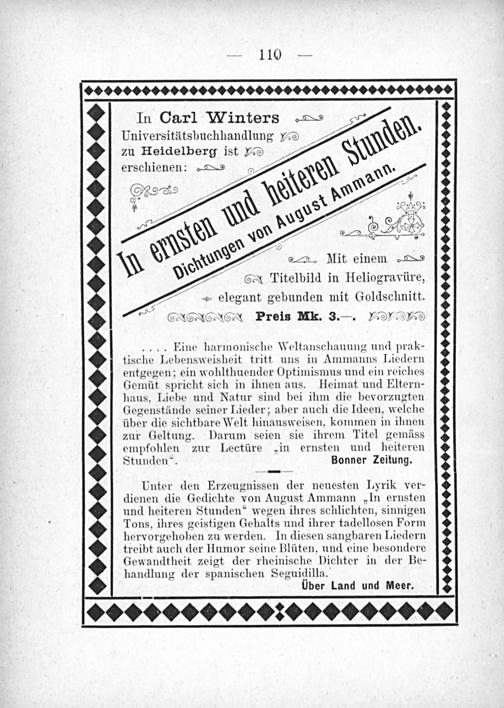 — 110 —
In Carl Winters
Universitätsbuchhandlung
zu Heidelberg ist
erschienen:
In ernsten und heiteren Stunden.
Dichtungen von August Ammann.
Mit einem
Titelbild in Heliogravüre,
elegant gebunden mit Goldschnitt.
Preis Mk. 3.—.
. . . . Eine harmonische Weltanschauung und prak-
tische Lebensweisheit tritt uns in Ammanns Liedern
entgegen; ein wohlthuender Optimismus und ein reiches
Gemüt spricht sich in ihnen aus. Heimat und Eltern-
haus, Liebe und Natur sind bei ihm die bevorzugten
Gegenstände seiner Lieder; aber auch die Ideen, welche
über die sichtbare Welt hinausweisen, kommen in ihnen
zur Geltung. Darum seien sie ihrem Titel gemäss
empfohlen zur Lectüre „in ernsten und heiteren
Stunden“. Bonner Zeitung.
Unter den Erzeugnissen der neuesten Lyrik ver-
dienen die Gedichte von August Ammann „In ernsten
und heiteren Stunden“ wegen ihres schlichten, sinnigen
Tons, ihres geistigen Gehalts und ihrer tadellosen Form
hervorgehoben zu werden. In diesen sangbaren Liedern
treibt auch der Humor seine Blüten, und eine besondere
Gewandtheit zeigt der rheinische Dichter in der Be-
handlung der spanischen Seguidilla.
Über Land und Meer.